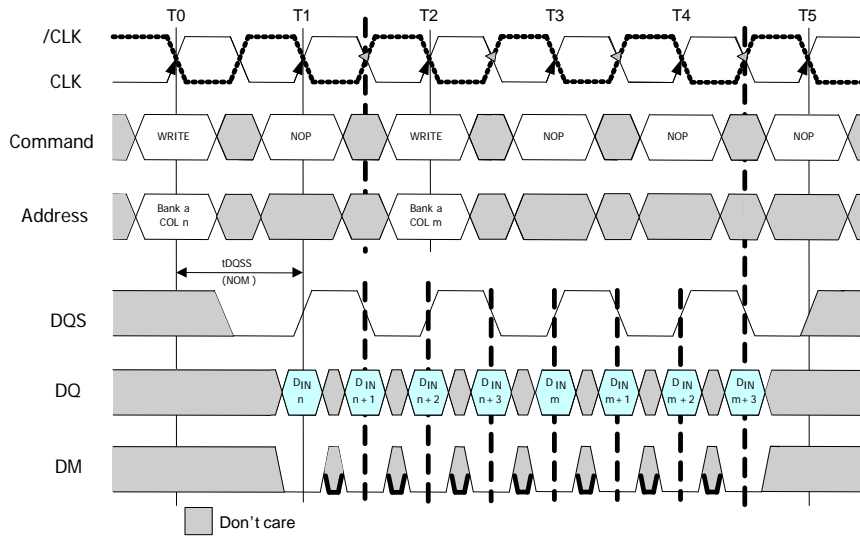 T0 T1 T2 T3 T4 T5
/CLK
CLK
Command WRITE NOP WRITE NOP NOP NOP
Address Bank a Bank a
COL n COL m
tDQSS
(NOM)
DQS
DQ DIN DIN DIN DIN DIN DIN DIN DIN
n n+1 n+2 n+3 m m+1 m+2 m+3
DM
Don't care